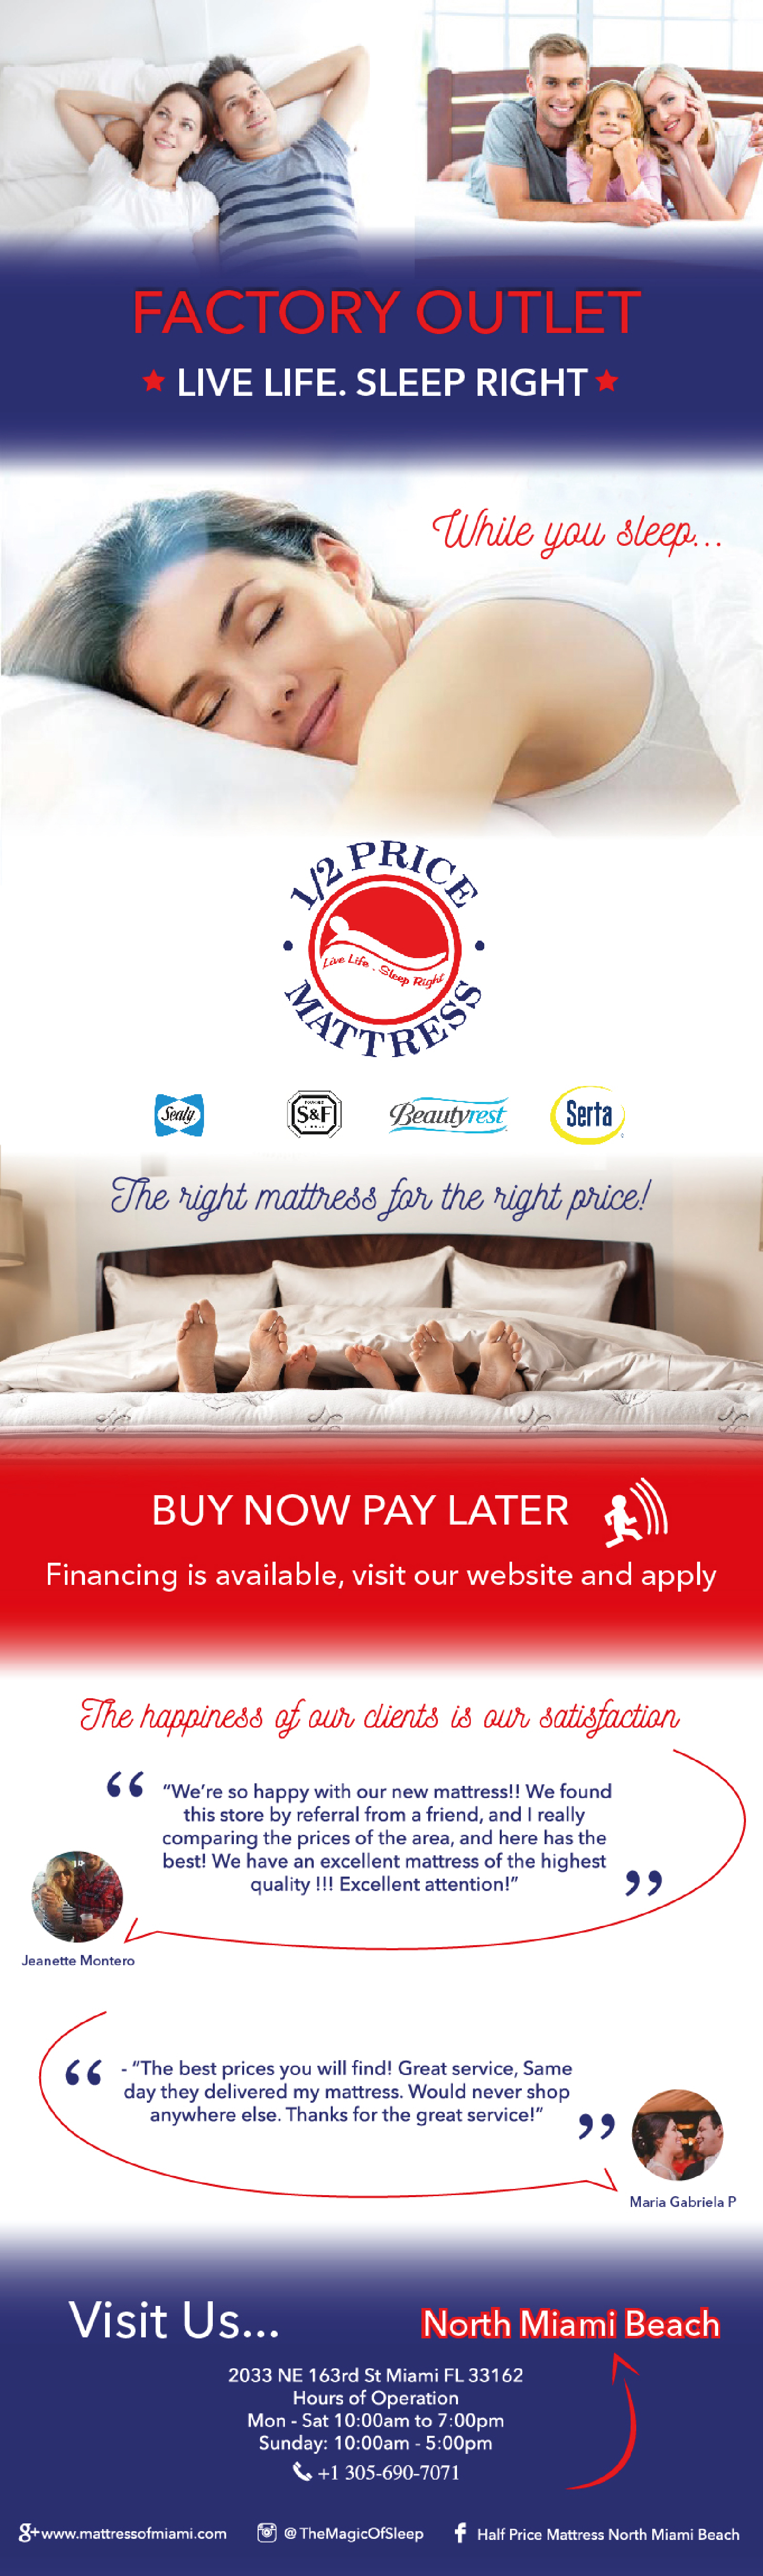 FACTORY OUTLET
LIVE LIFE. SLEEP RIGHT
While you sleep...
1/2 PRICE
Live Life . Sleep Right
MATTRESS
Sealy
S&F
Beautyrest
Serta
The right mattress for the right price!
BUY NOW PAY LATER
Financing is available, visit our website and apply
The happiness of our clients is our satisfaction
“ “We’re so happy with our new mattress!! We found
this store by referral from a friend, and I really
comparing the prices of the area, and here has the
best! We have an excellent mattress of the highest
quality !!! Excellent attention!” ”
Jeanette Montero
“ - “The best prices you will find! Great service, Same
day they delivered my mattress. Would never shop
anywhere else. Thanks for the great service!” ”
Maria Gabriela P
Visit Us...
North Miami Beach
2033 NE 163rd St Miami FL 33162
Hours of Operation
Mon - Sat 10:00am to 7:00pm
Sunday: 10:00am - 5:00pm
+1 305-690-7071
g+ www.mattressofmiami.com @TheMagicOfSleep f Half Price Mattress North Miami Beach